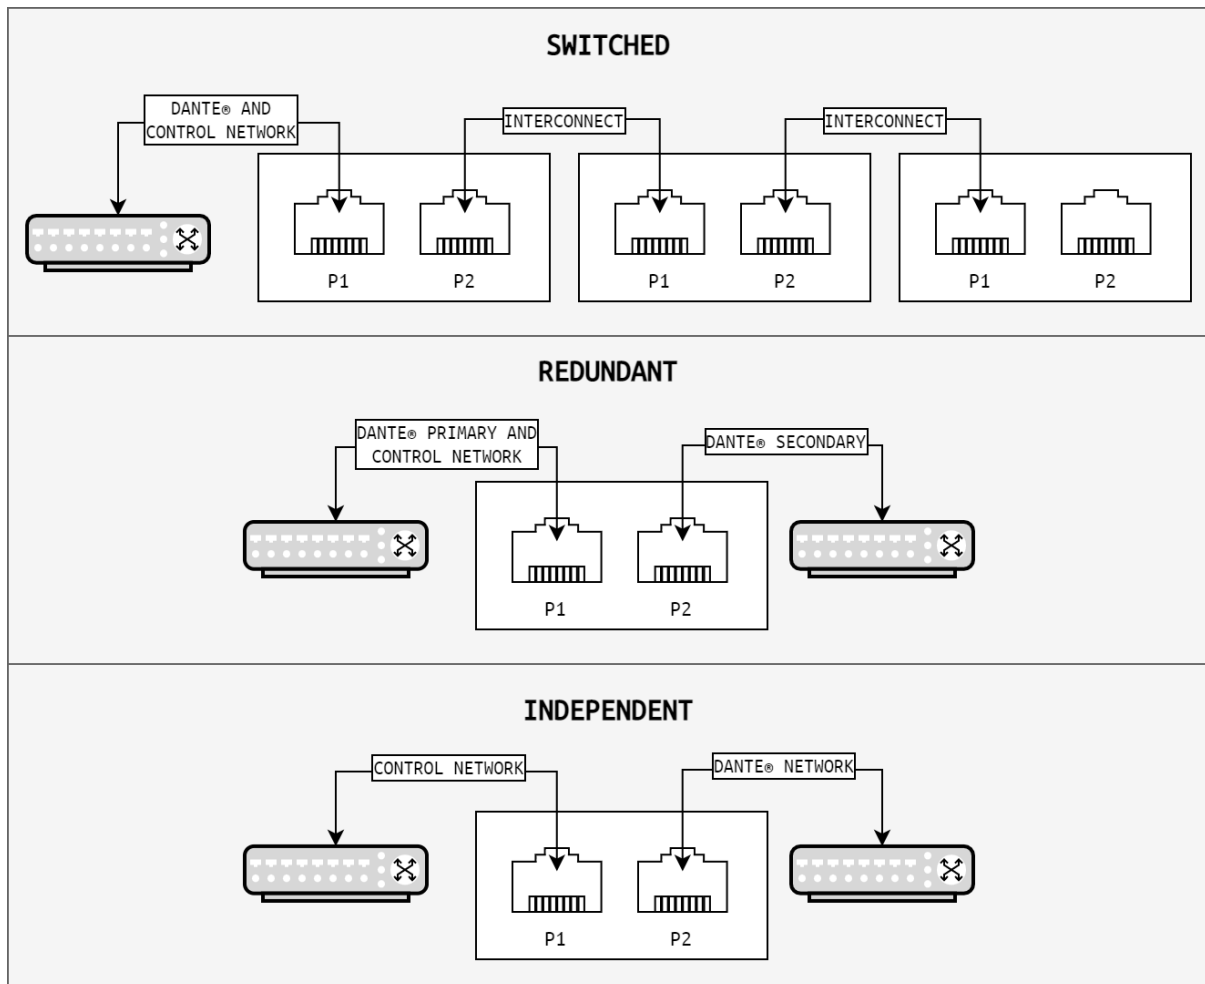 SWITCHED
DANTE® AND
CONTROL NETWORK
INTERCONNECT
INTERCONNECT
P1
P2
P1
P2
P1
P2
REDUNDANT
DANTE® PRIMARY AND
CONTROL NETWORK
DANTE® SECONDARY
P1
P2
INDEPENDENT
CONTROL NETWORK
DANTE® NETWORK
P1
P2